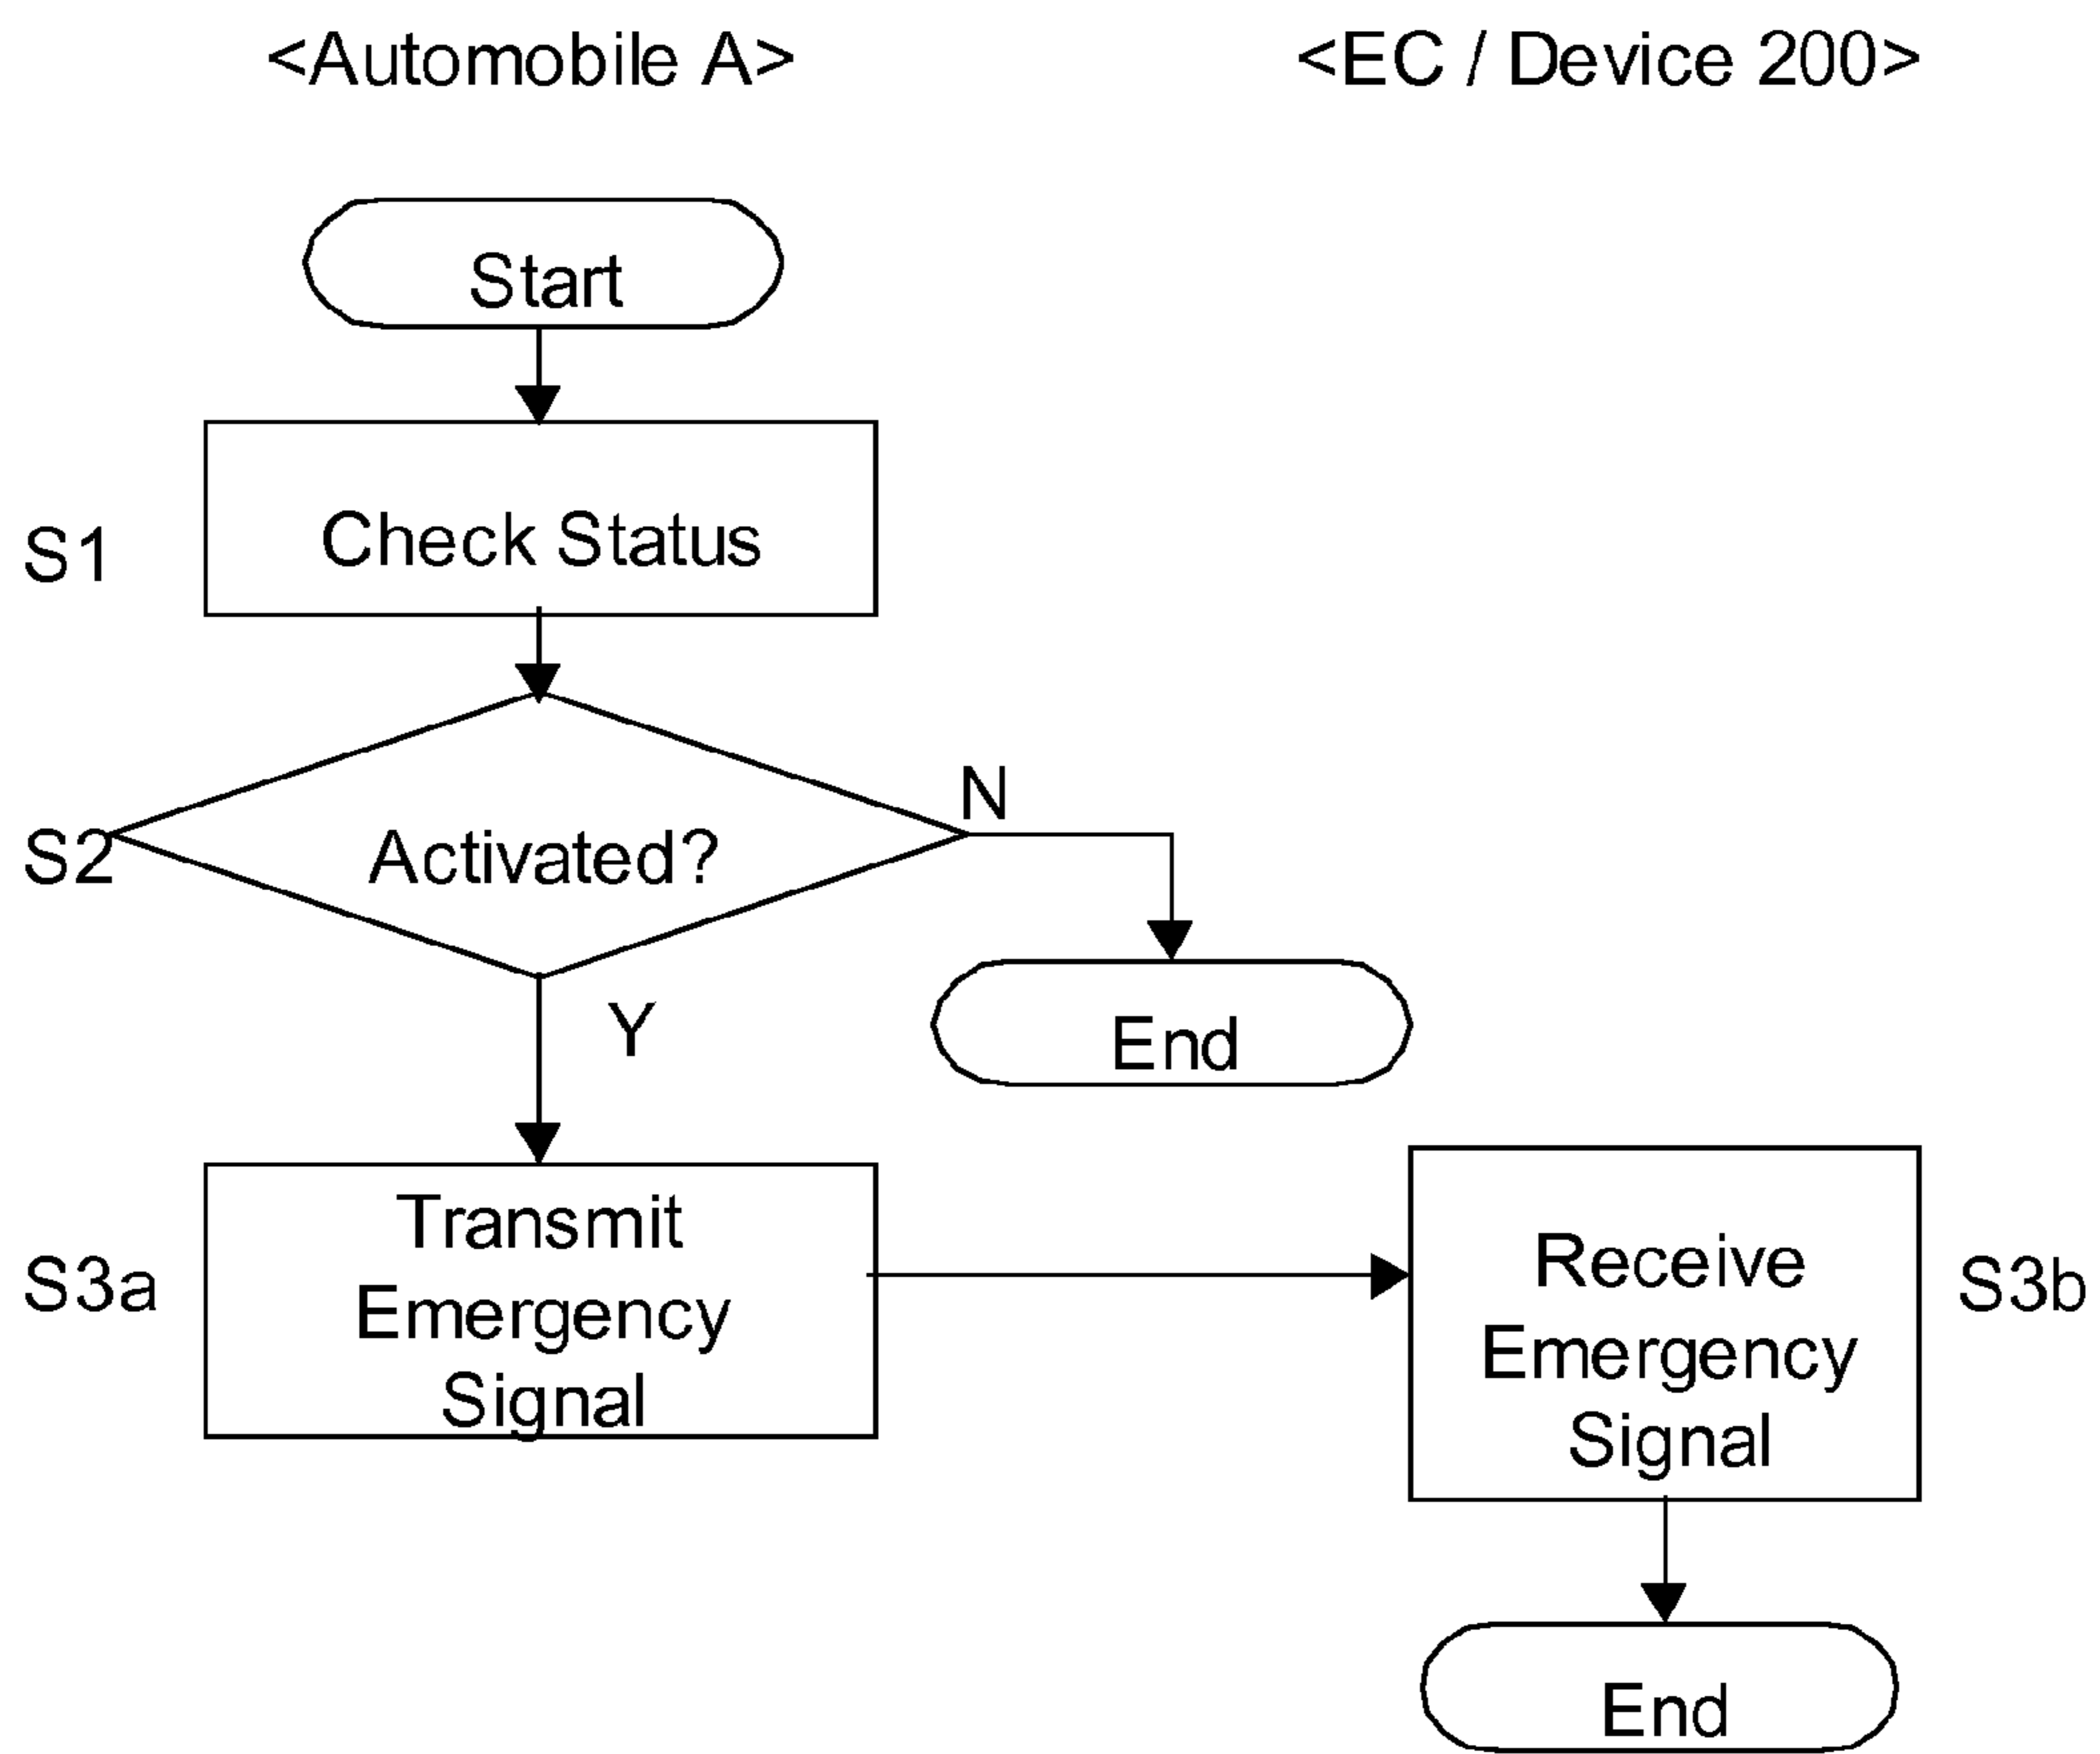 <Automobile A>
<EC / Device 200>
Start
S1
Check Status
S2
Activated?
N
End
Y
S3a
Transmit
Emergency
Signal
Receive
Emergency
Signal
S3b
End